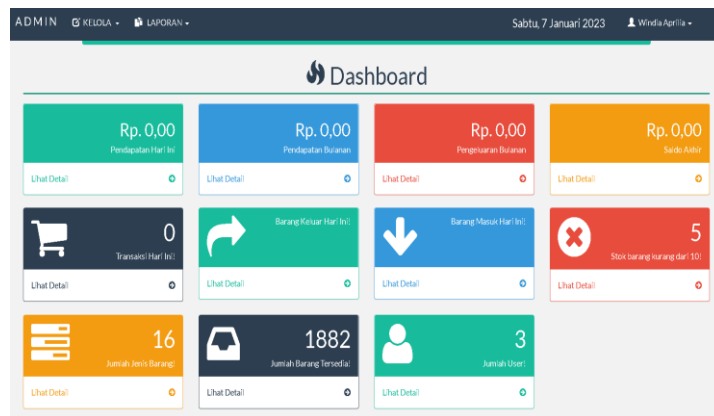 ADMIN KELOLA LAPORAN Sabtu, 7 Januari 2023 Windia Aprilia
Dashboard
Rp. 0,00
Pendapatan Hari Ini
Lihat Detail
Rp. 0,00
Pendapatan Bulanan
Lihat Detail
Rp. 0,00
Pengeluaran Bulanan
Lihat Detail
Rp. 0,00
Saldo Akhir
Lihat Detail
0
Transaksi Hari Ini!
Lihat Detail
Barang Keluar Hari Ini!
Lihat Detail
Barang Masuk Hari Ini!
Lihat Detail
5
Stok barang kurang dari 10!
Lihat Detail
16
Jumlah Jenis Barang!
Lihat Detail
1882
Jumlah Barang Tersedia!
Lihat Detail
3
Jumlah User!
Lihat Detail